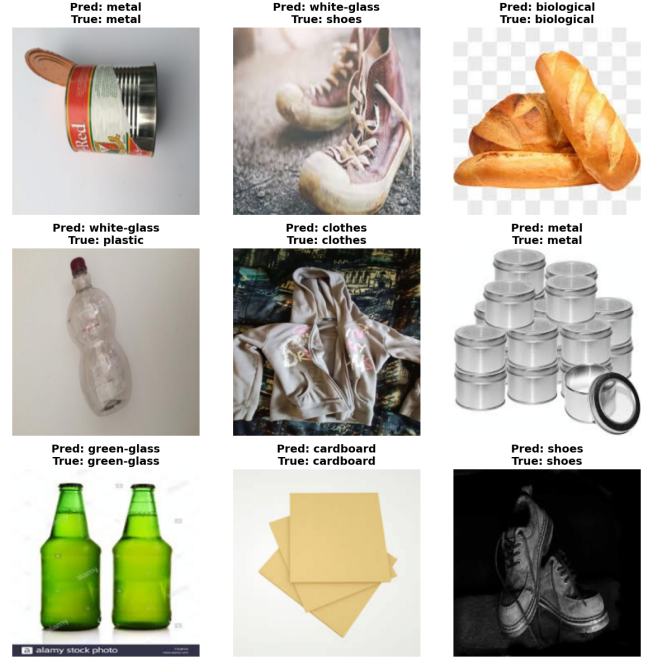 Pred: metal
True: metal
Pred: white-glass
True: shoes
Pred: biological
True: biological
Red
Pred: white-glass
True: plastic
Pred: clothes
True: clothes
Pred: metal
True: metal
Pred: green-glass
True: green-glass
Pred: cardboard
True: cardboard
Pred: shoes
True: shoes
alamy
alamy
a alamy stock photo